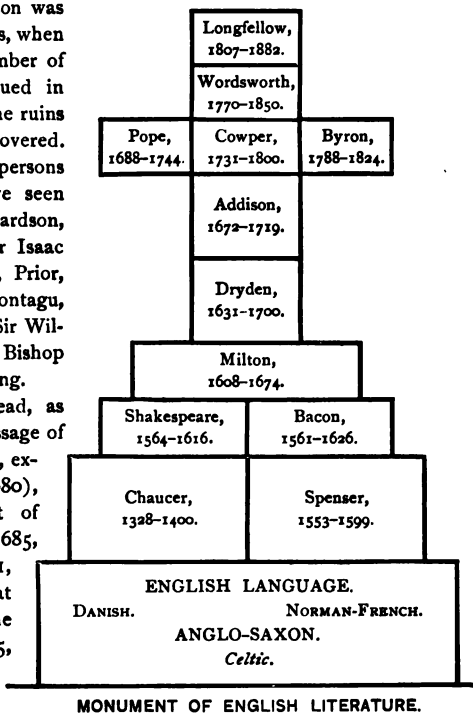 on was
s, when
mber of
ued in
ne ruins
overed.
persons
re seen
ardson,
r Isaac
, Prior,
ontagu,
Sir Wil-
Bishop
ng.
ead, as
ssage of
, ex-
80),
t of
685,
1,
at
ne
5,
Longfellow,
1807–1882.
Wordsworth,
1770–1850.
Pope,
1688–1744.
Cowper,
1731–1800.
Byron,
1788–1824.
Addison,
1672–1719.
Dryden,
1631–1700.
Milton,
1608–1674.
Shakespeare,
1564–1616.
Bacon,
1561–1626.
Chaucer,
1328–1400.
Spenser,
1553–1599.
ENGLISH LANGUAGE.
DANISH. NORMAN-FRENCH.
ANGLO-SAXON.
Celtic.
MONUMENT OF ENGLISH LITERATURE.